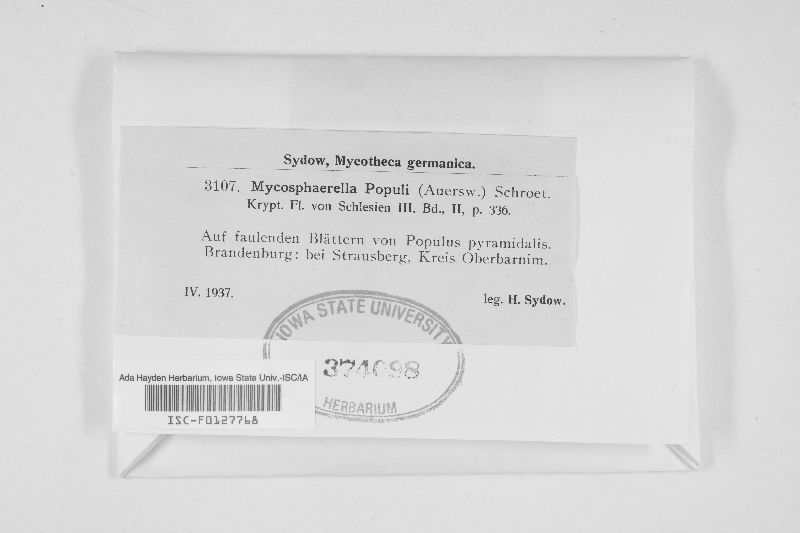 Sydow, Mycotheca germanica.
3107. Mycosphaerella Populi (Auersw.) Schroet.
Krypt. Fl. von Schlesien III. Bd., II, p. 336.
Auf faulenden Blättern von Populus pyramidalis.
Brandenburg: bei Strausberg, Kreis Oberbarnim.
IV. 1937.
leg. H. Sydow.
IOWA STATE UNIVERSITY
374098
HERBARIUM
Ada Hayden Herbarium, Iowa State Univ.-ISC/IA
ISC-F0127768